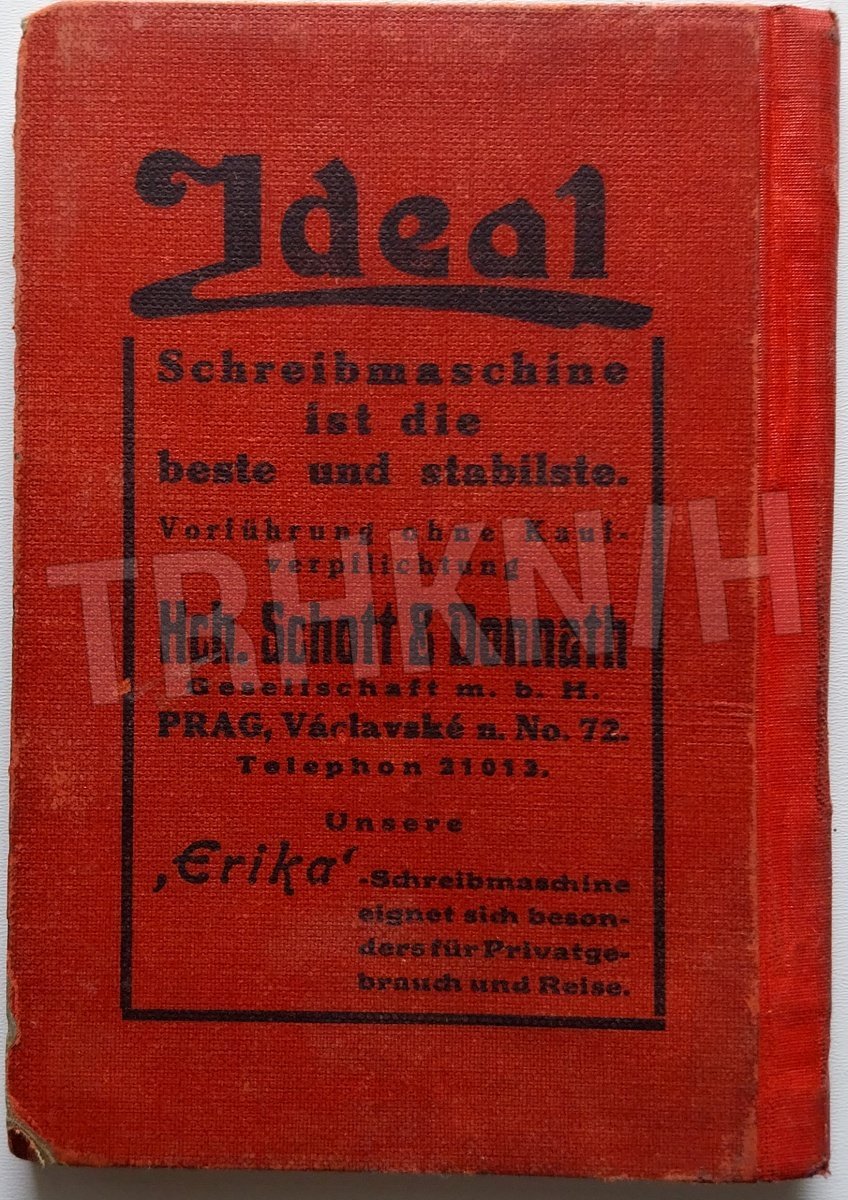 Ideal
Schreibmaschine
ist die
beste und stabilste.
Vorführung ohne Kauf-
verpflichtung
Hch. Schott & Donnath
Gesellschaft m. b. H.
PRAG, Václavské n. No. 72.
Telephon 21013.
Unsere
‚Erika‘ -Schreibmaschine
eignet sich beson-
ders für Privatge-
brauch und Reise.
TRHKNIH